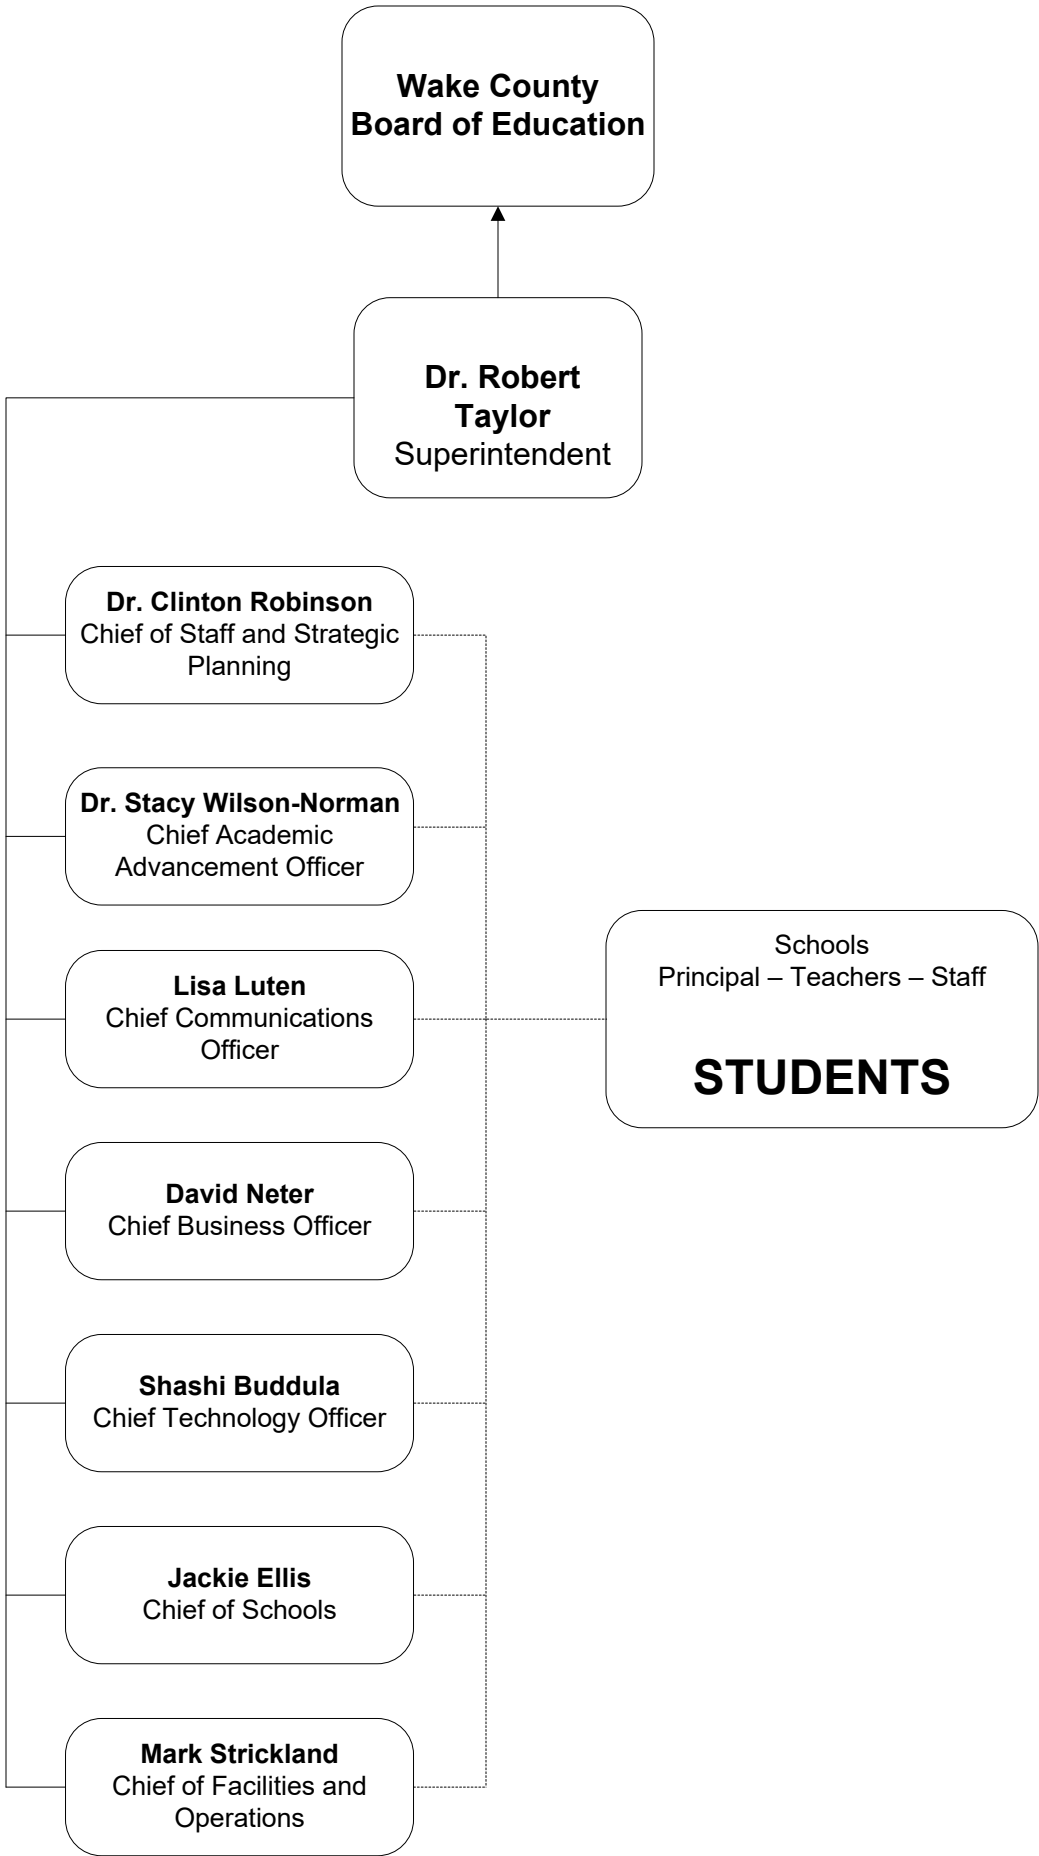 Wake County
Board of Education
Dr. Robert
Taylor
Superintendent
Dr. Clinton Robinson
Chief of Staff and Strategic
Planning
Dr. Stacy Wilson-Norman
Chief Academic
Advancement Officer
Lisa Luten
Chief Communications
Officer
David Neter
Chief Business Officer
Shashi Buddula
Chief Technology Officer
Jackie Ellis
Chief of Schools
Mark Strickland
Chief of Facilities and
Operations
Schools
Principal – Teachers – Staff
STUDENTS